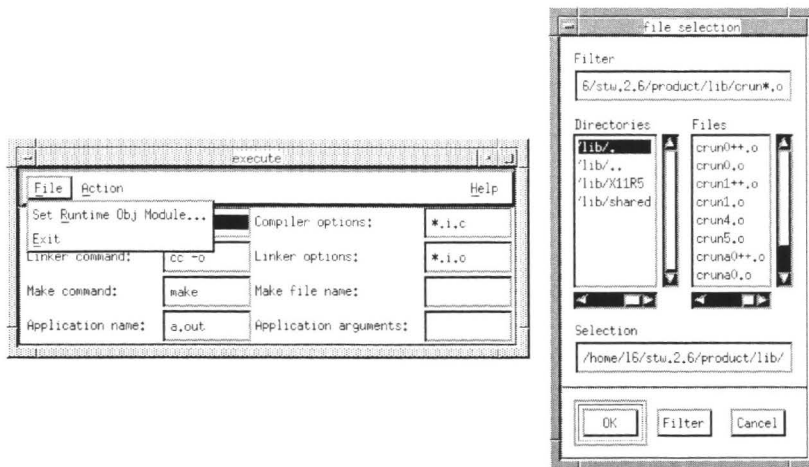 execute
File Action Help
Set Runtime Obj Module...
Exit
Compiler options: *.i.c
Linker command: cc -o Linker options: *.i.o
Make command: make Make file name:
Application name: a.out Application arguments:
file selection
Filter
6/stw.2.6/product/lib/crun*.o
Directories Files
/lib/. crun0++.o
/lib/.. crun0.o
/lib/X11R5 crun1++.o
/lib/shared crun1.o
crun4.o
crun5.o
cruna0++.o
cruna0.o
Selection
/home/16/stw.2.6/product/lib/
OK Filter Cancel